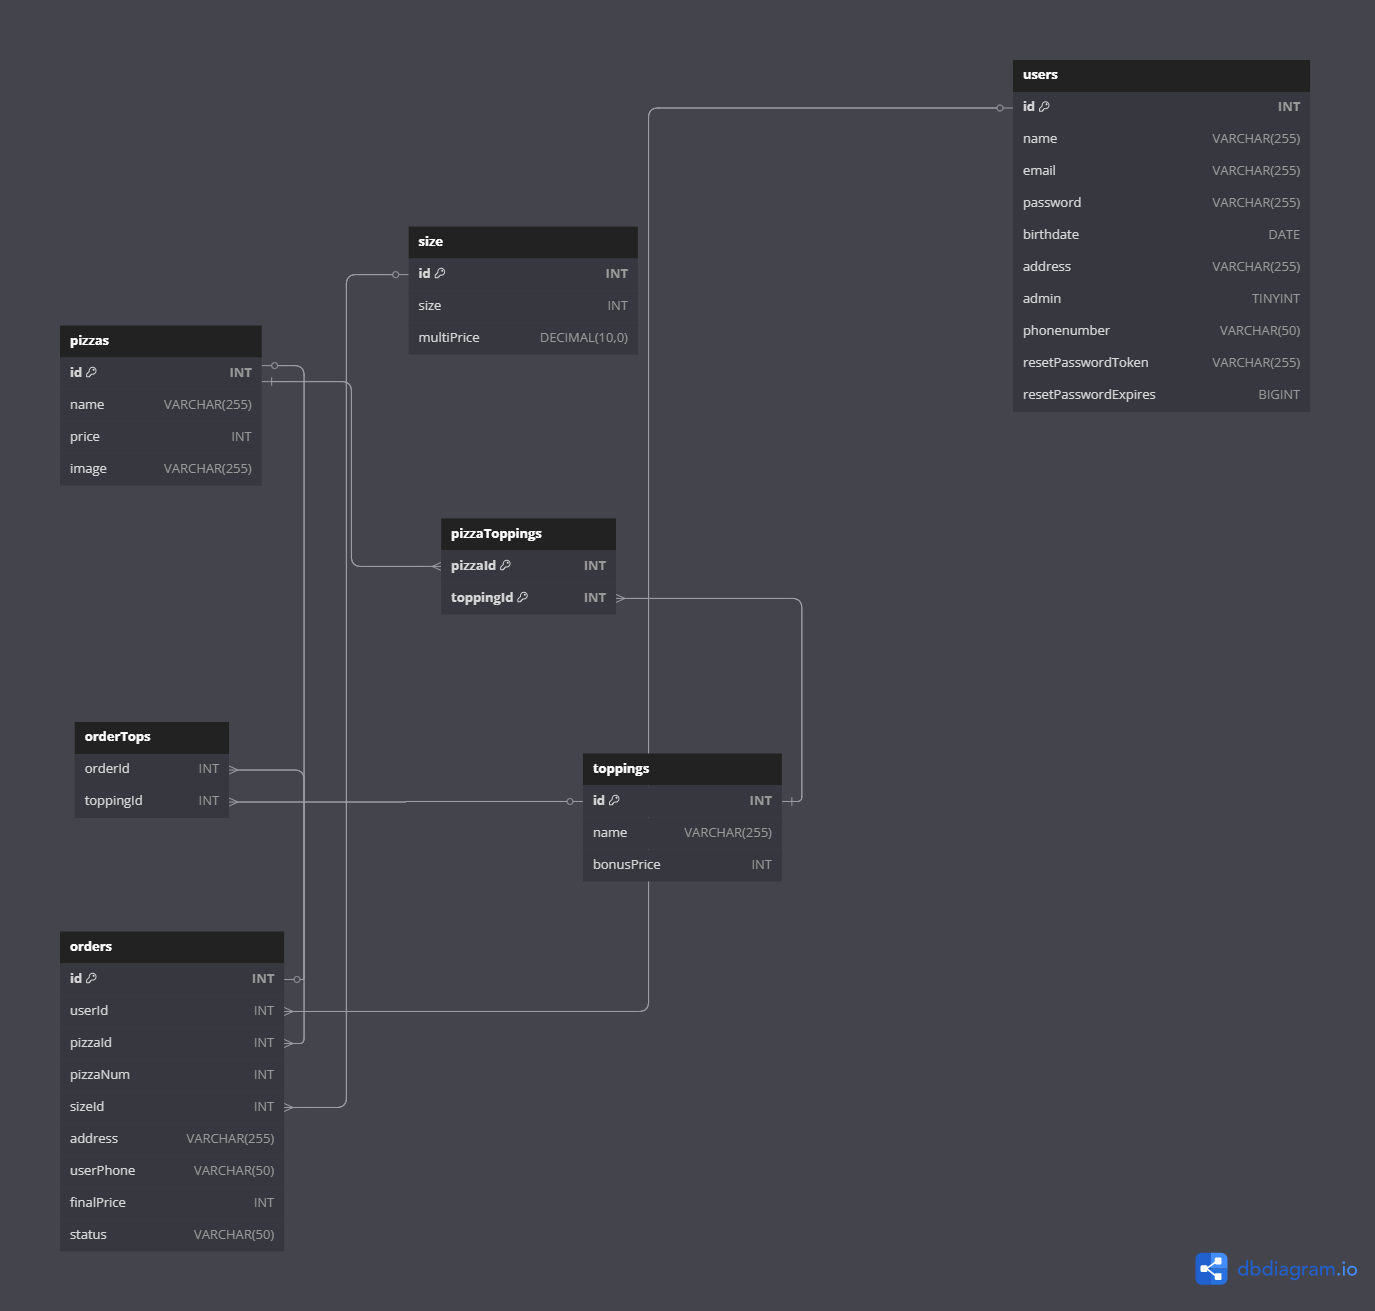 users
id INT
name VARCHAR(255)
email VARCHAR(255)
password VARCHAR(255)
birthdate DATE
address VARCHAR(255)
admin TINYINT
phonenumber VARCHAR(50)
resetPasswordToken VARCHAR(255)
resetPasswordExpires BIGINT
size
id INT
size INT
multiPrice DECIMAL(10,0)
pizzas
id INT
name VARCHAR(255)
price INT
image VARCHAR(255)
pizzaToppings
pizzaId INT
toppingId INT
orderTops
orderId INT
toppingId INT
toppings
id INT
name VARCHAR(255)
bonusPrice INT
orders
id INT
userId INT
pizzaId INT
pizzaNum INT
sizeId INT
address VARCHAR(255)
userPhone VARCHAR(50)
finalPrice INT
status VARCHAR(50)
dbdiagram.io